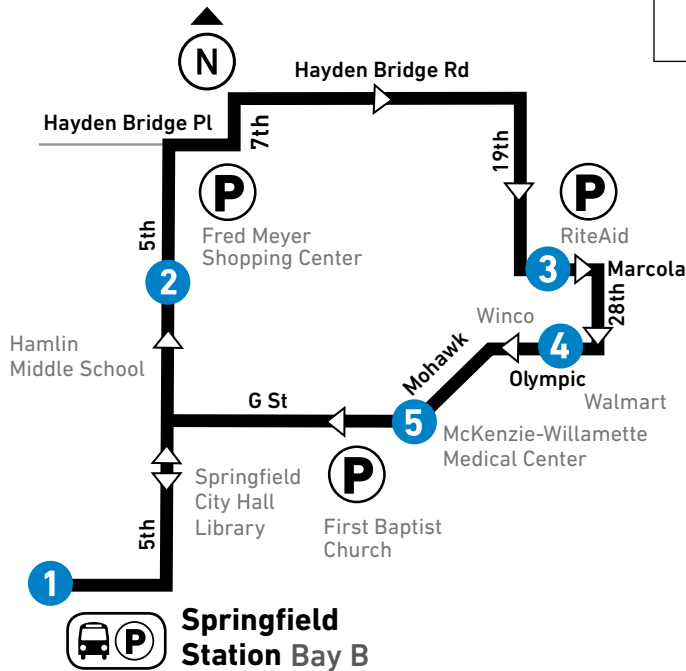 N
Hayden Bridge Rd
Hayden Bridge Pl
7th
19th
P
Fred Meyer
Shopping Center
P
RiteAid
5th
2
3
Marcola
28th
Winco
4
Hamlin
Middle School
Mohawk
Olympic
Walmart
G St
5
McKenzie-Willamette
Medical Center
P
First Baptist
Church
Springfield
City Hall
Library
5th
1
P
Springfield
Station Bay B